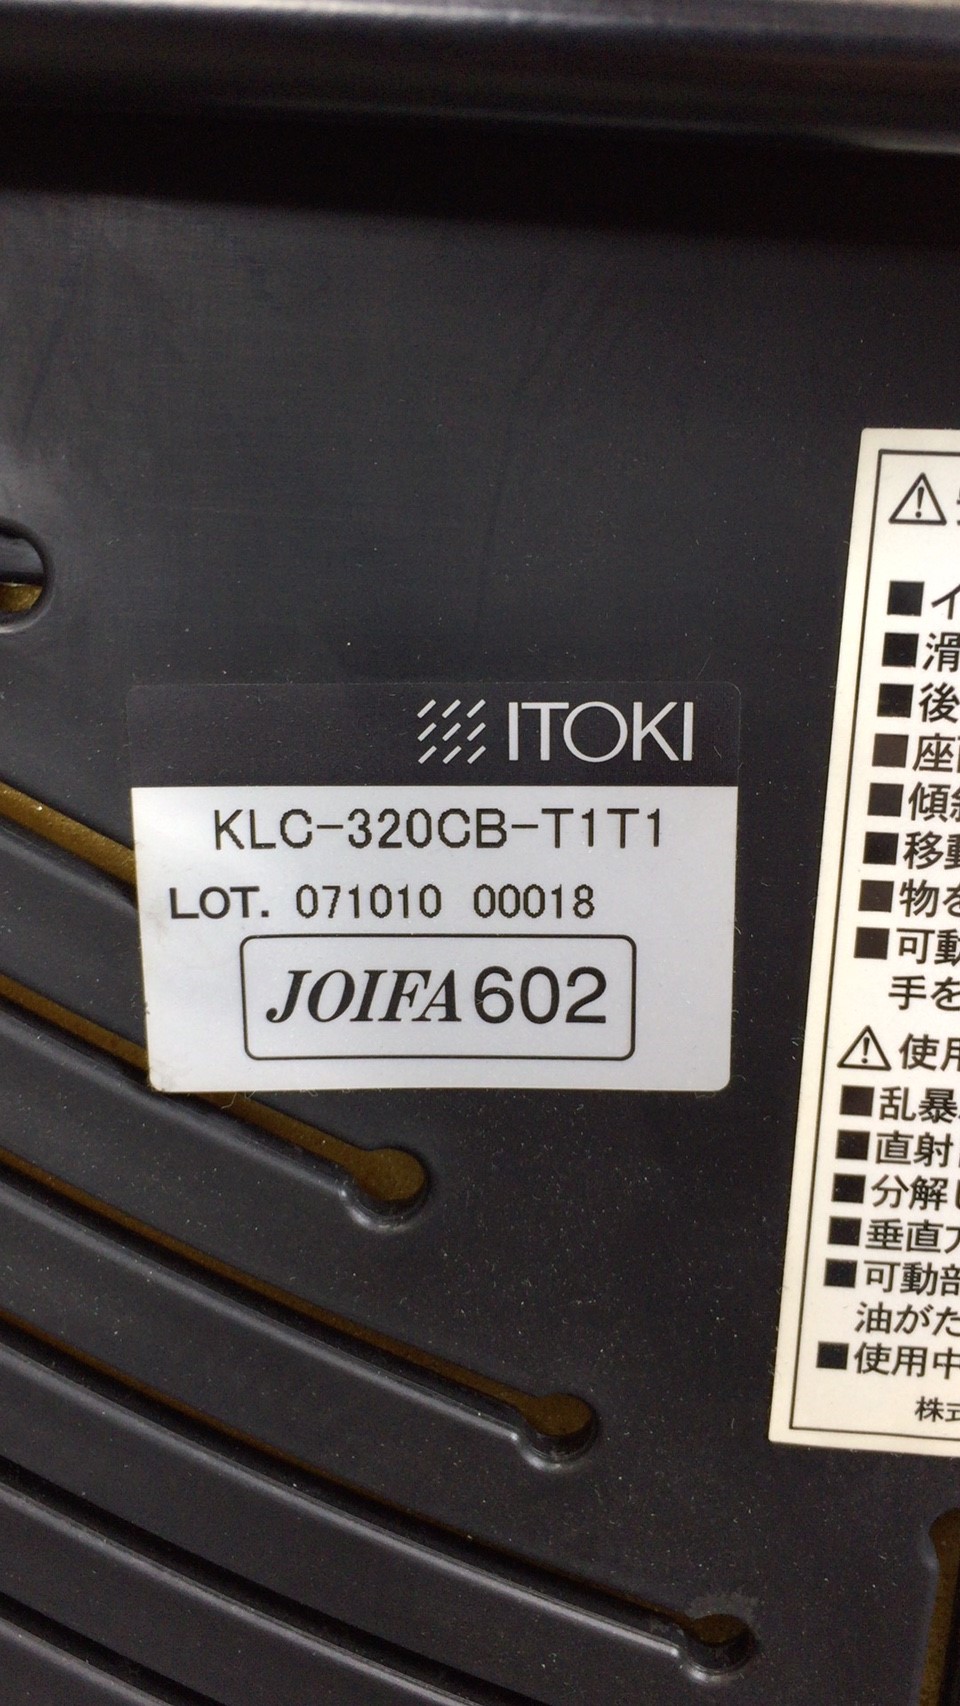 ITOKI
KLC-320CB-T1T1
LOT. 071010 00018
JOIFA602
⚠
■イ
■滑
■後
■座
■傾
■移動
■物を
■可動
手を
⚠使用
■乱暴
■直射
■分解し
■垂直方
■可動部
油がた
■使用中
株式